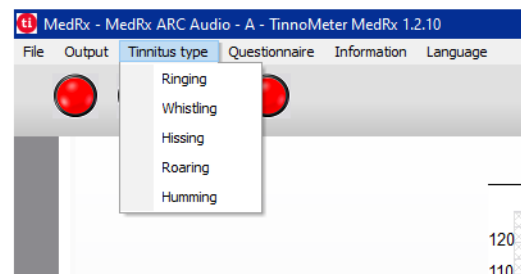 ti MedRx - MedRx ARC Audio - A - TinnoMeter MedRx 1.2.10
File Output Tinnitus type Questionnaire Information Language
Ringing
Whistling
Hissing
Roaring
Humming
120
110